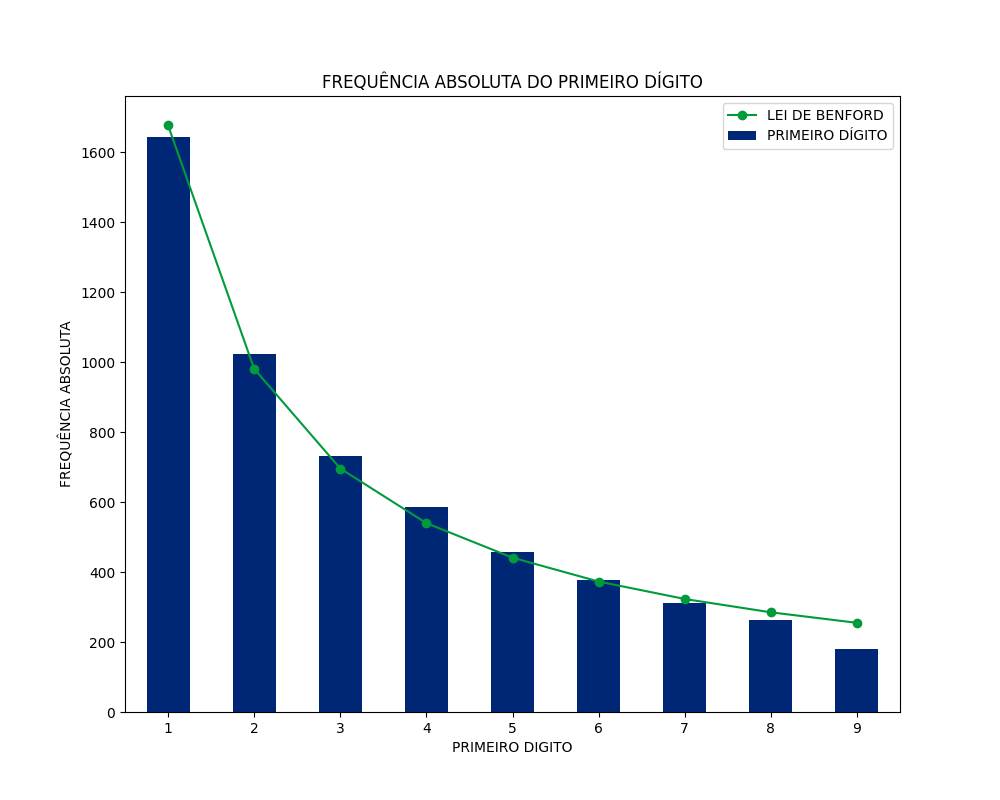 FREQUÊNCIA ABSOLUTA DO PRIMEIRO DÍGITO
LEI DE BENFORD
PRIMEIRO DÍGITO
FREQUÊNCIA ABSOLUTA
1600
1400
1200
1000
800
600
400
200
0
1 2 3 4 5 6 7 8 9
PRIMEIRO DIGITO